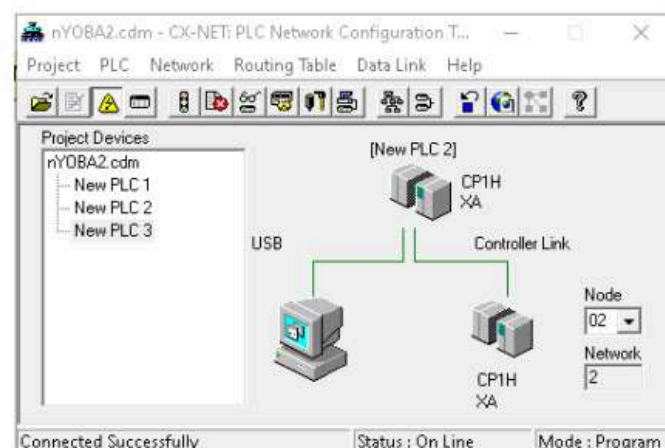 nYOBA2.cdm - CX-NET: PLC Network Configuration T...
Project PLC Network Routing Table Data Link Help
Project Devices
nYOBA2.cdm
New PLC 1
New PLC 2
New PLC 3
[New PLC 2]
CP1H
XA
USB
Controller Link
Node
02
Network
2
CP1H
XA
Connected Successfully
Status : On Line
Mode : Program